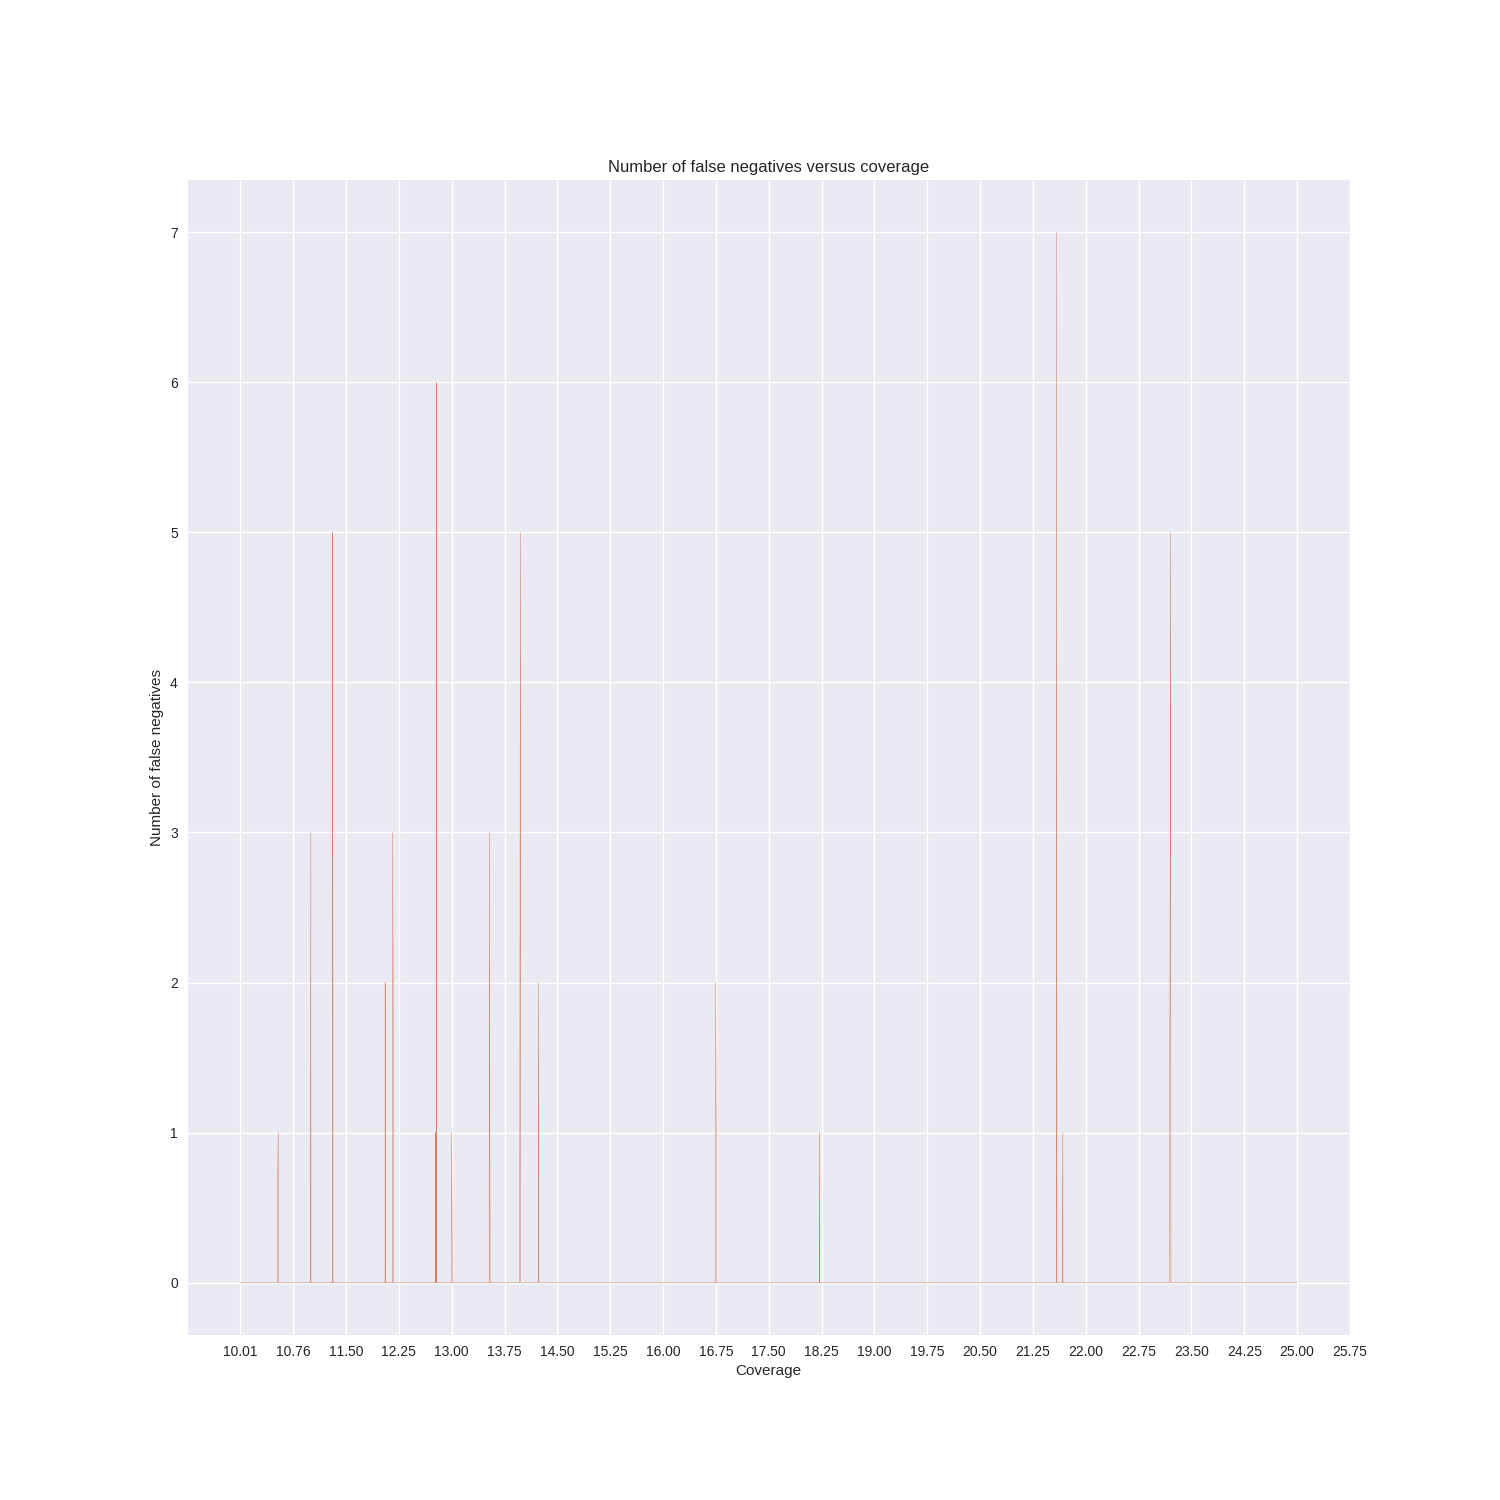 Number of false negatives versus coverage
7
6
5
4
3
2
1
0
Number of false negatives
10.01 10.76 11.50 12.25 13.00 13.75 14.50 15.25 16.00 16.75 17.50 18.25 19.00 19.75 20.50 21.25 22.00 22.75 23.50 24.25 25.00 25.75
Coverage